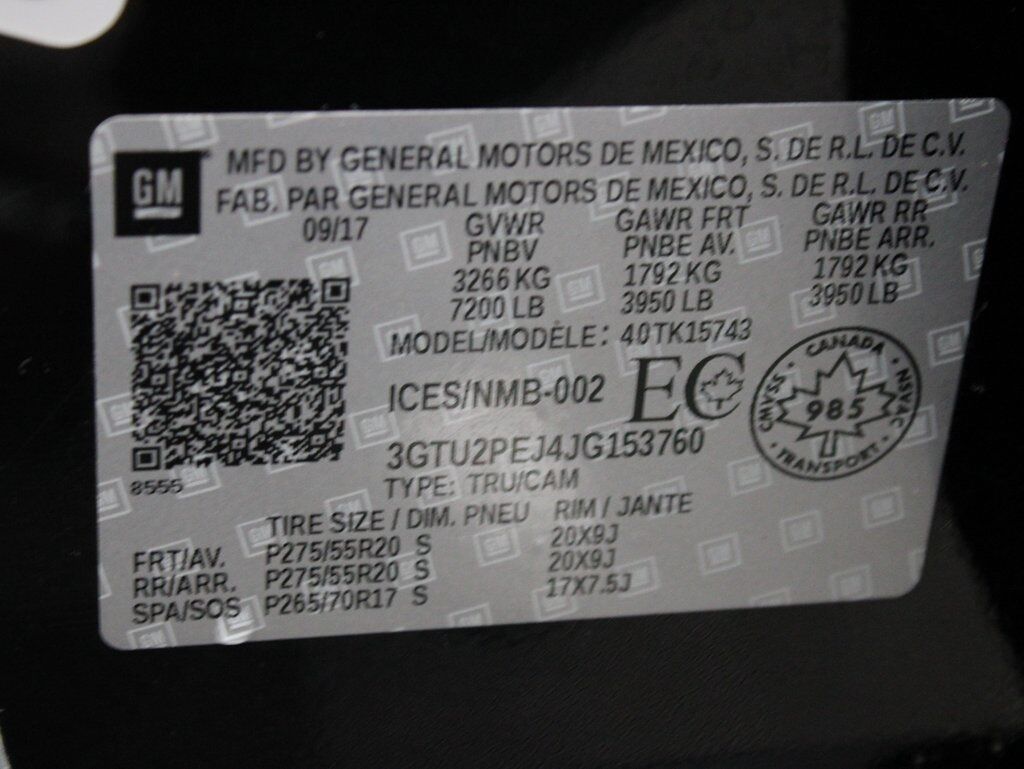 GM
MFD BY GENERAL MOTORS DE MEXICO, S. DE R.L. DE C.V.
FAB. PAR GENERAL MOTORS DE MEXICO, S. DE R.L. DE C.V.
09/17 GVWR GAWR FRT GAWR RR
PNBV PNBE AV. PNBE ARR.
3266 KG 1792 KG 1792 KG
7200 LB 3950 LB 3950 LB
MODEL/MODÈLE: 40TK15743
ICES/NMB-002 EC
CANADA
CMVSS 985 NSVAC
TRANSPORT
3GTU2PEJ4JG153760
8555 TYPE: TRU/CAM
TIRE SIZE / DIM. PNEU RIM / JANTE
FRT/AV. P275/55R20 S 20X9J
RR/ARR. P275/55R20 S 20X9J
SPA/SOS P265/70R17 S 17X7.5J